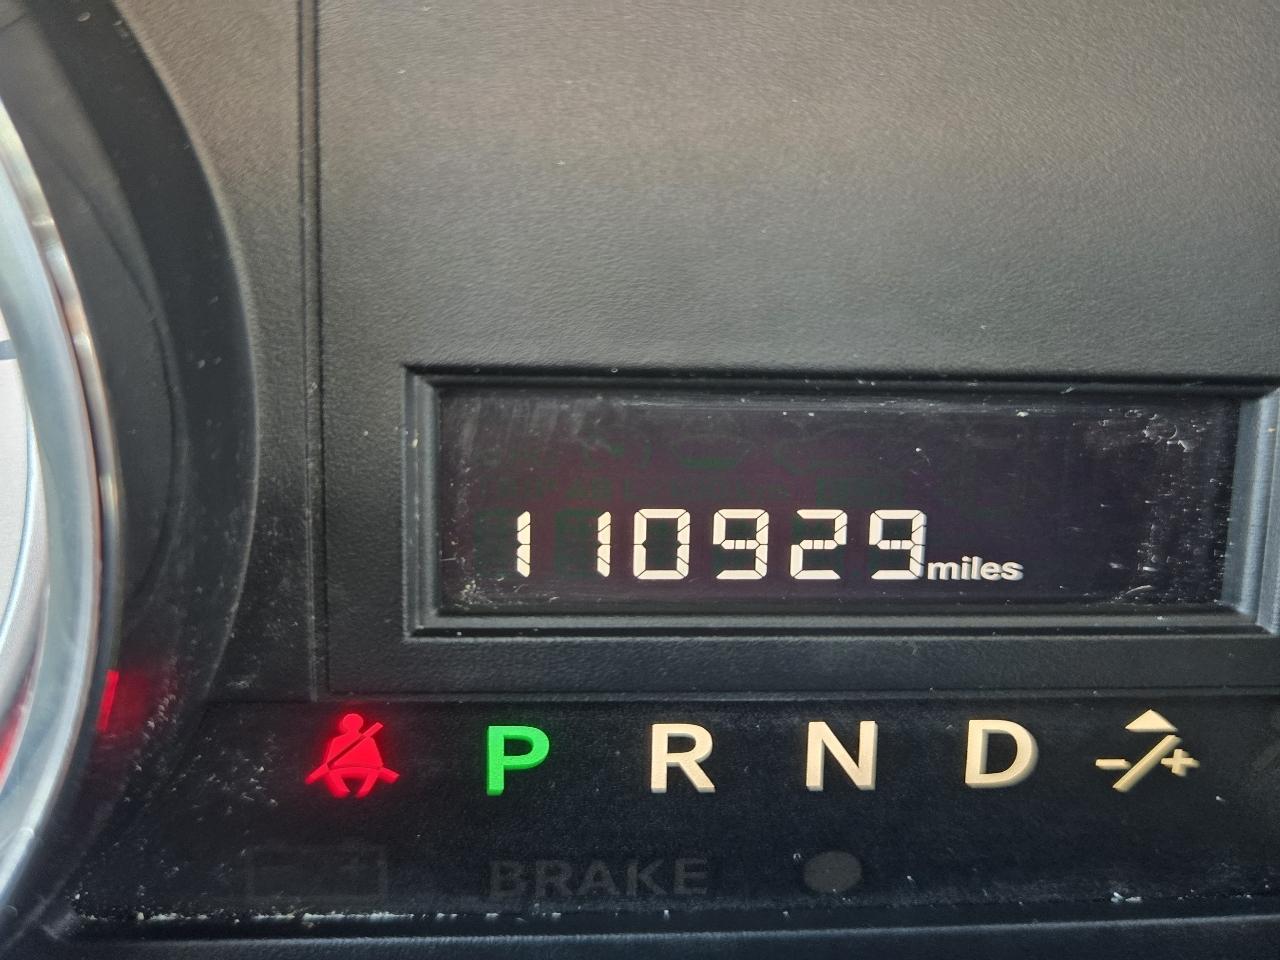 110929miles
P R N D
BRAKE